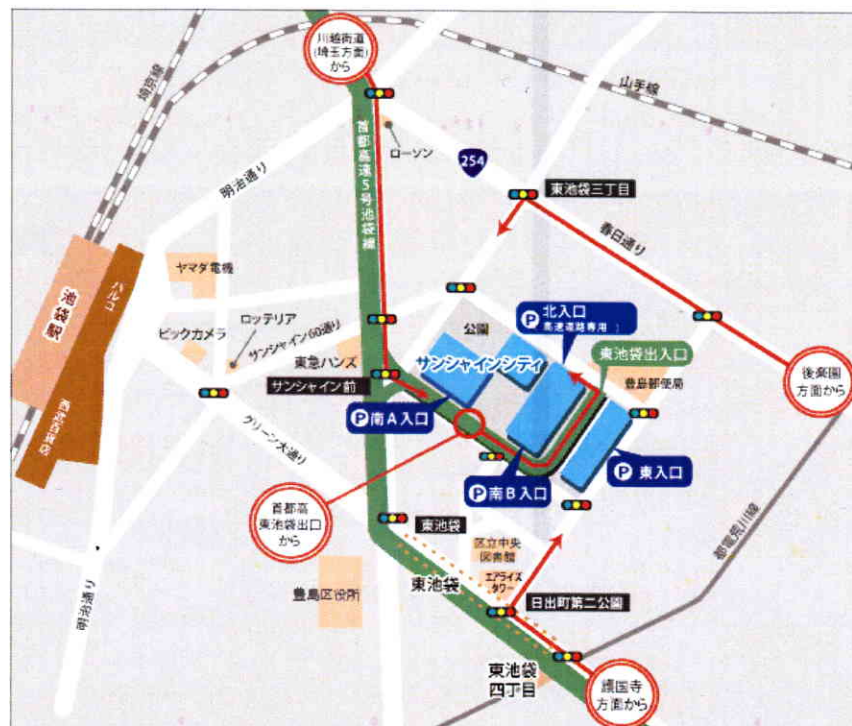 川越街道
(埼玉方面)
から
埼京線
山手線
ローソン
首都高速5号池袋線
254
明治通り
東池袋三丁目
春日通り
ヤマダ電機
パルコ
池袋駅
西武百貨店
ビックカメラ
ロッテリア
サンシャイン60通り
東急ハンズ
公園
P 北入口
高速道路専用
サンシャインシティ
東池袋出入口
豊島郵便局
サンシャイン前
後楽園
方面から
P 南A入口
グリーン大通り
P 南B入口
P 東入口
首都高
東池袋出口
から
東池袋
区立中央
図書館
都電荒川線
エアライズ
タワー
東池袋
豊島区役所
日出町第二公園
明治通り
東池袋
四丁目
護国寺
方面から